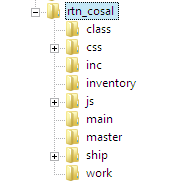 rtn_cosal
class
css
inc
inventory
js
main
master
ship
work